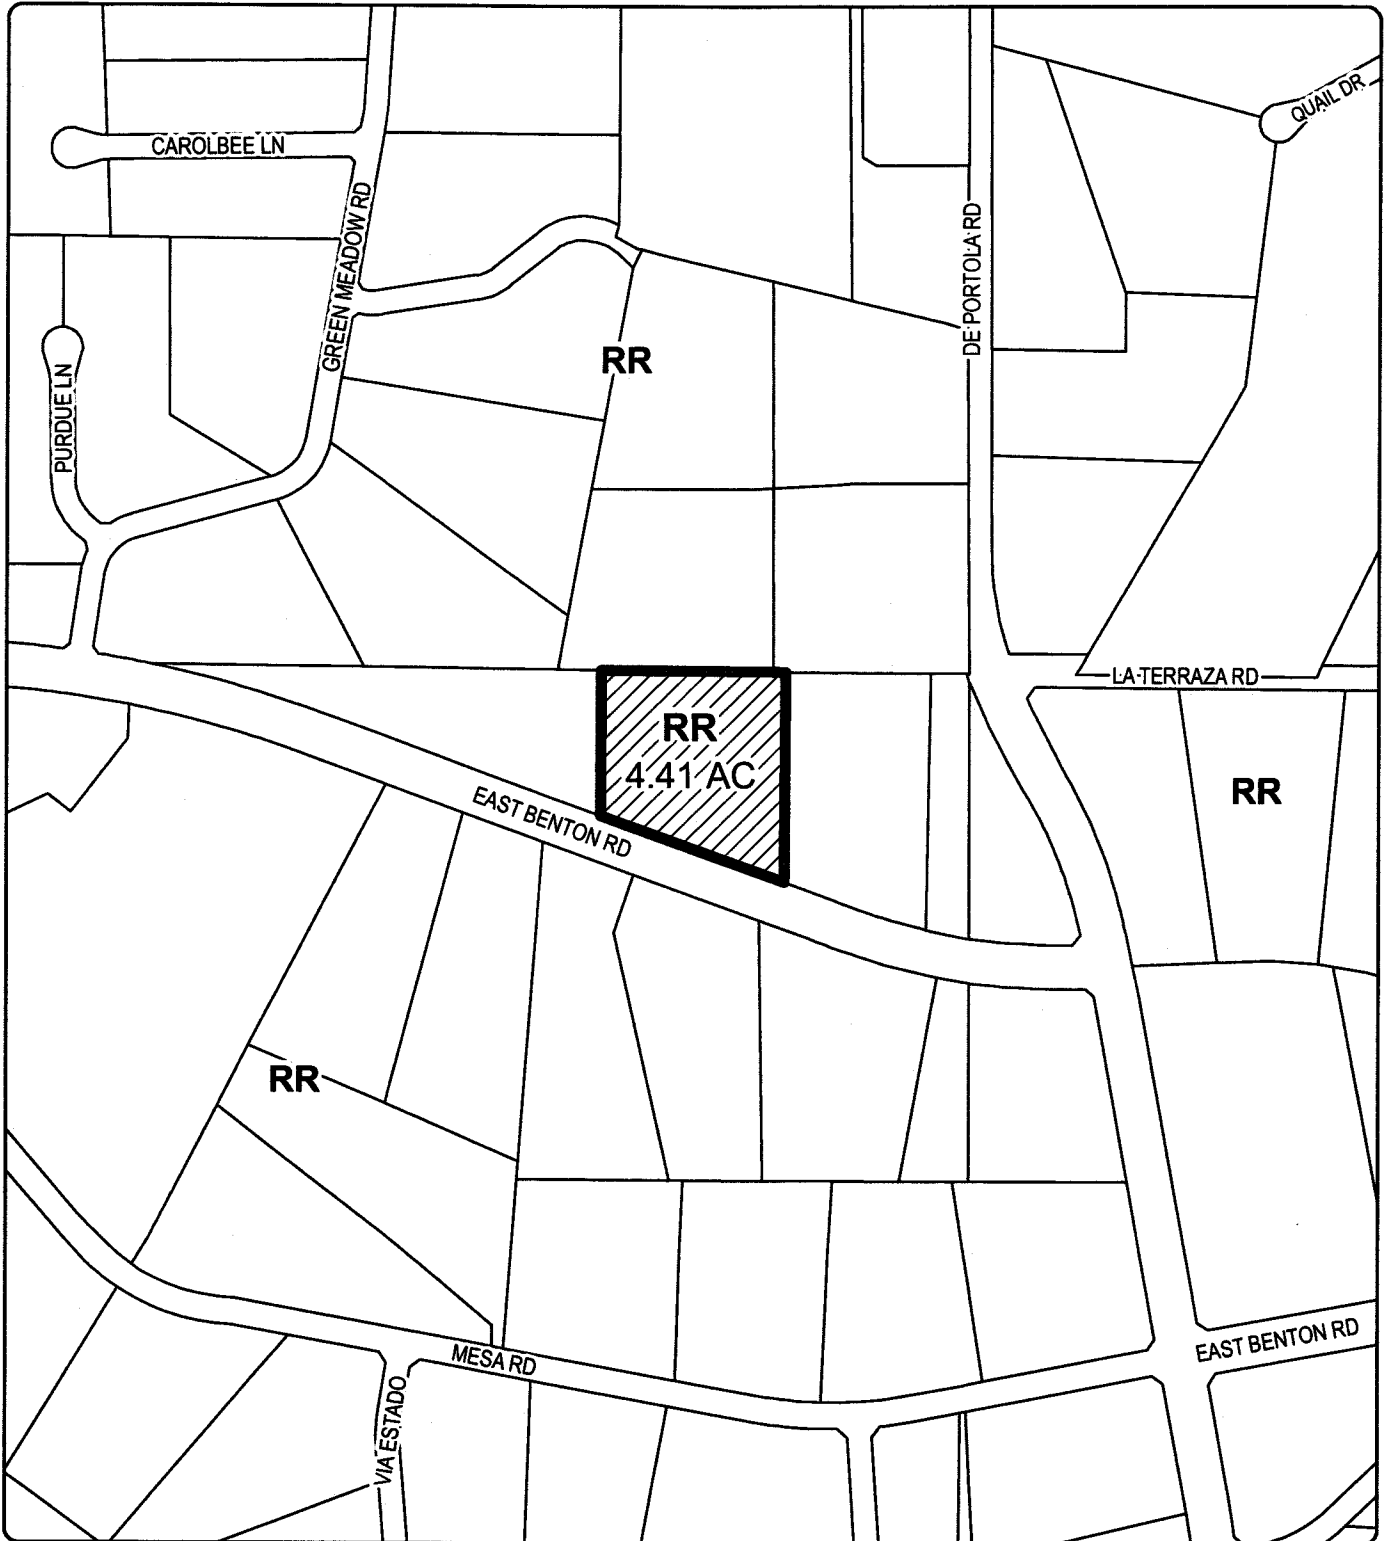 QUAIL DR
CAROLBEE LN
GREEN MEADOW RD
DE PORTOLA RD
RR
PURDUE LN
LA TERRAZA RD
RR
4.41 AC
RR
EAST BENTON RD
RR
EAST BENTON RD
MESA RD
VIA ESTADO